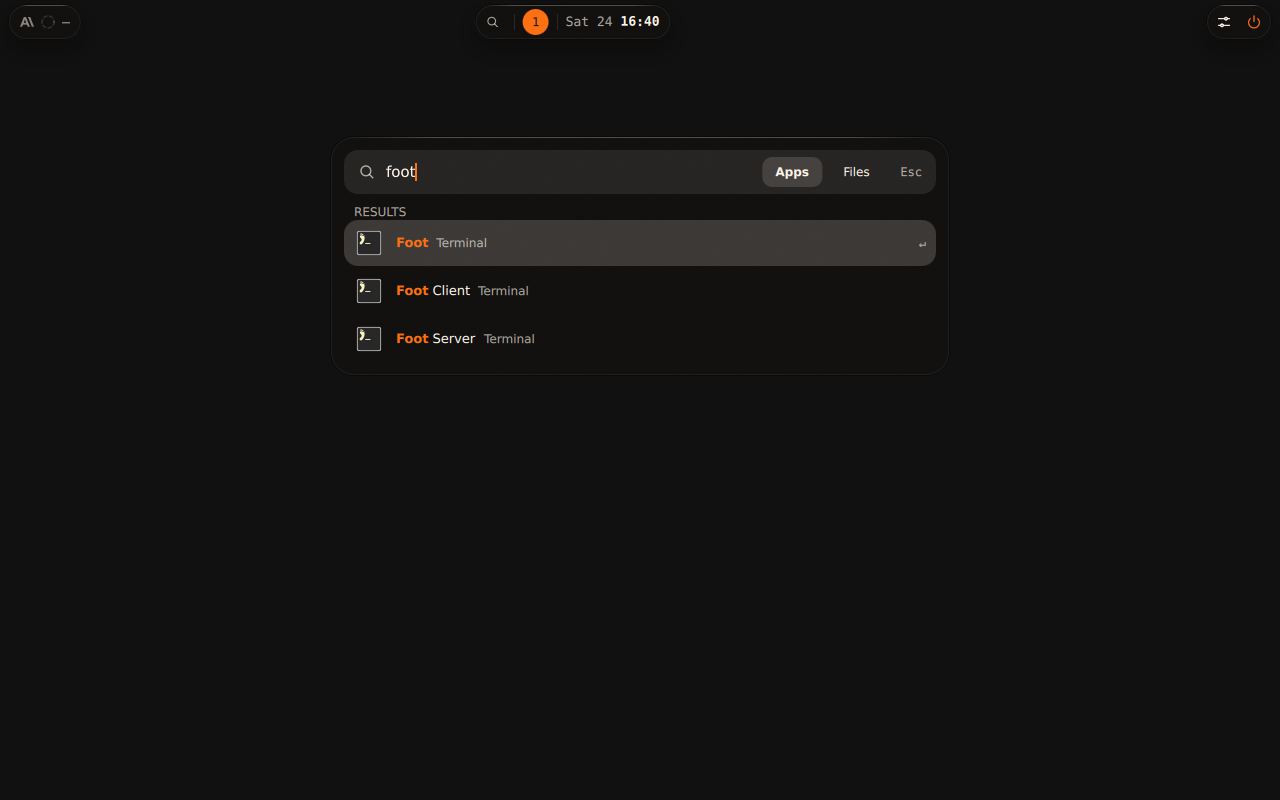 A\ –
1 Sat 24 16:40
foot Apps Files Esc
RESULTS
Foot Terminal
Foot Client Terminal
Foot Server Terminal